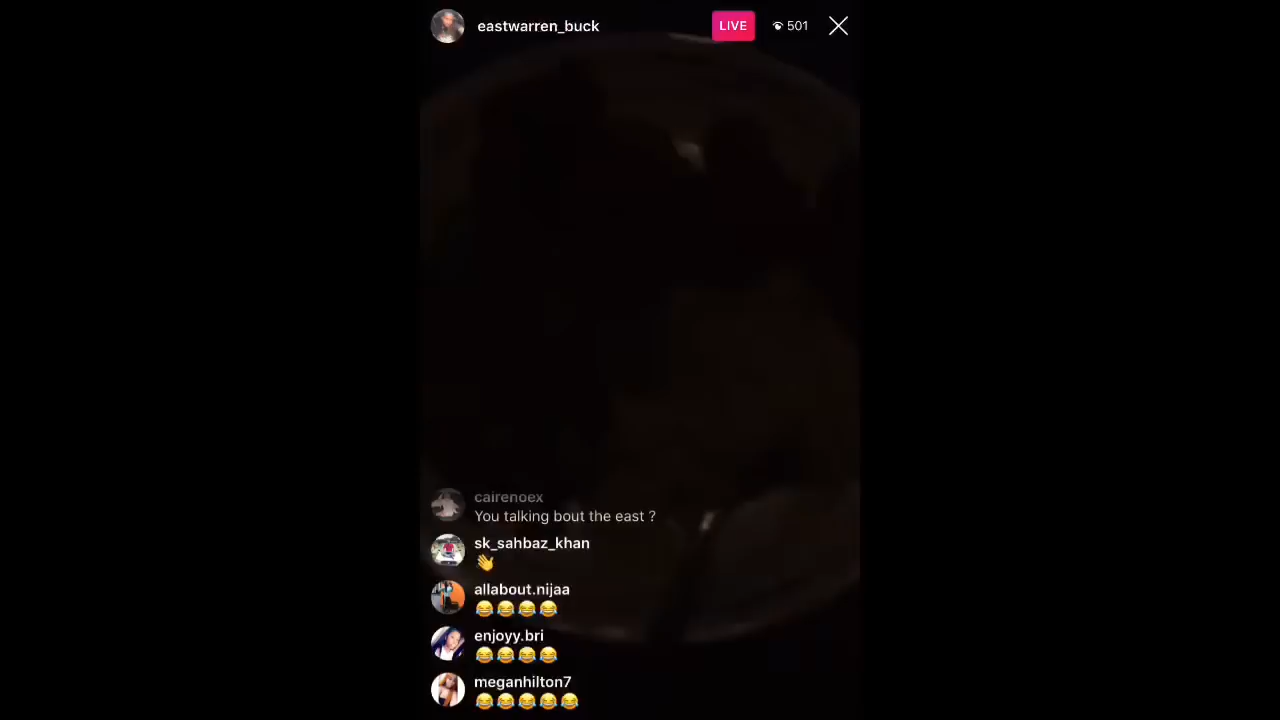 eastwarren_buck LIVE 501
cairenoex
You talking bout the east ?
sk_sahbaz_khan
👋
allabout.nijaa
😂😂😂😂
enjoyy.bri
😂😂😂😂
meganhilton7
😂😂😂😂😂